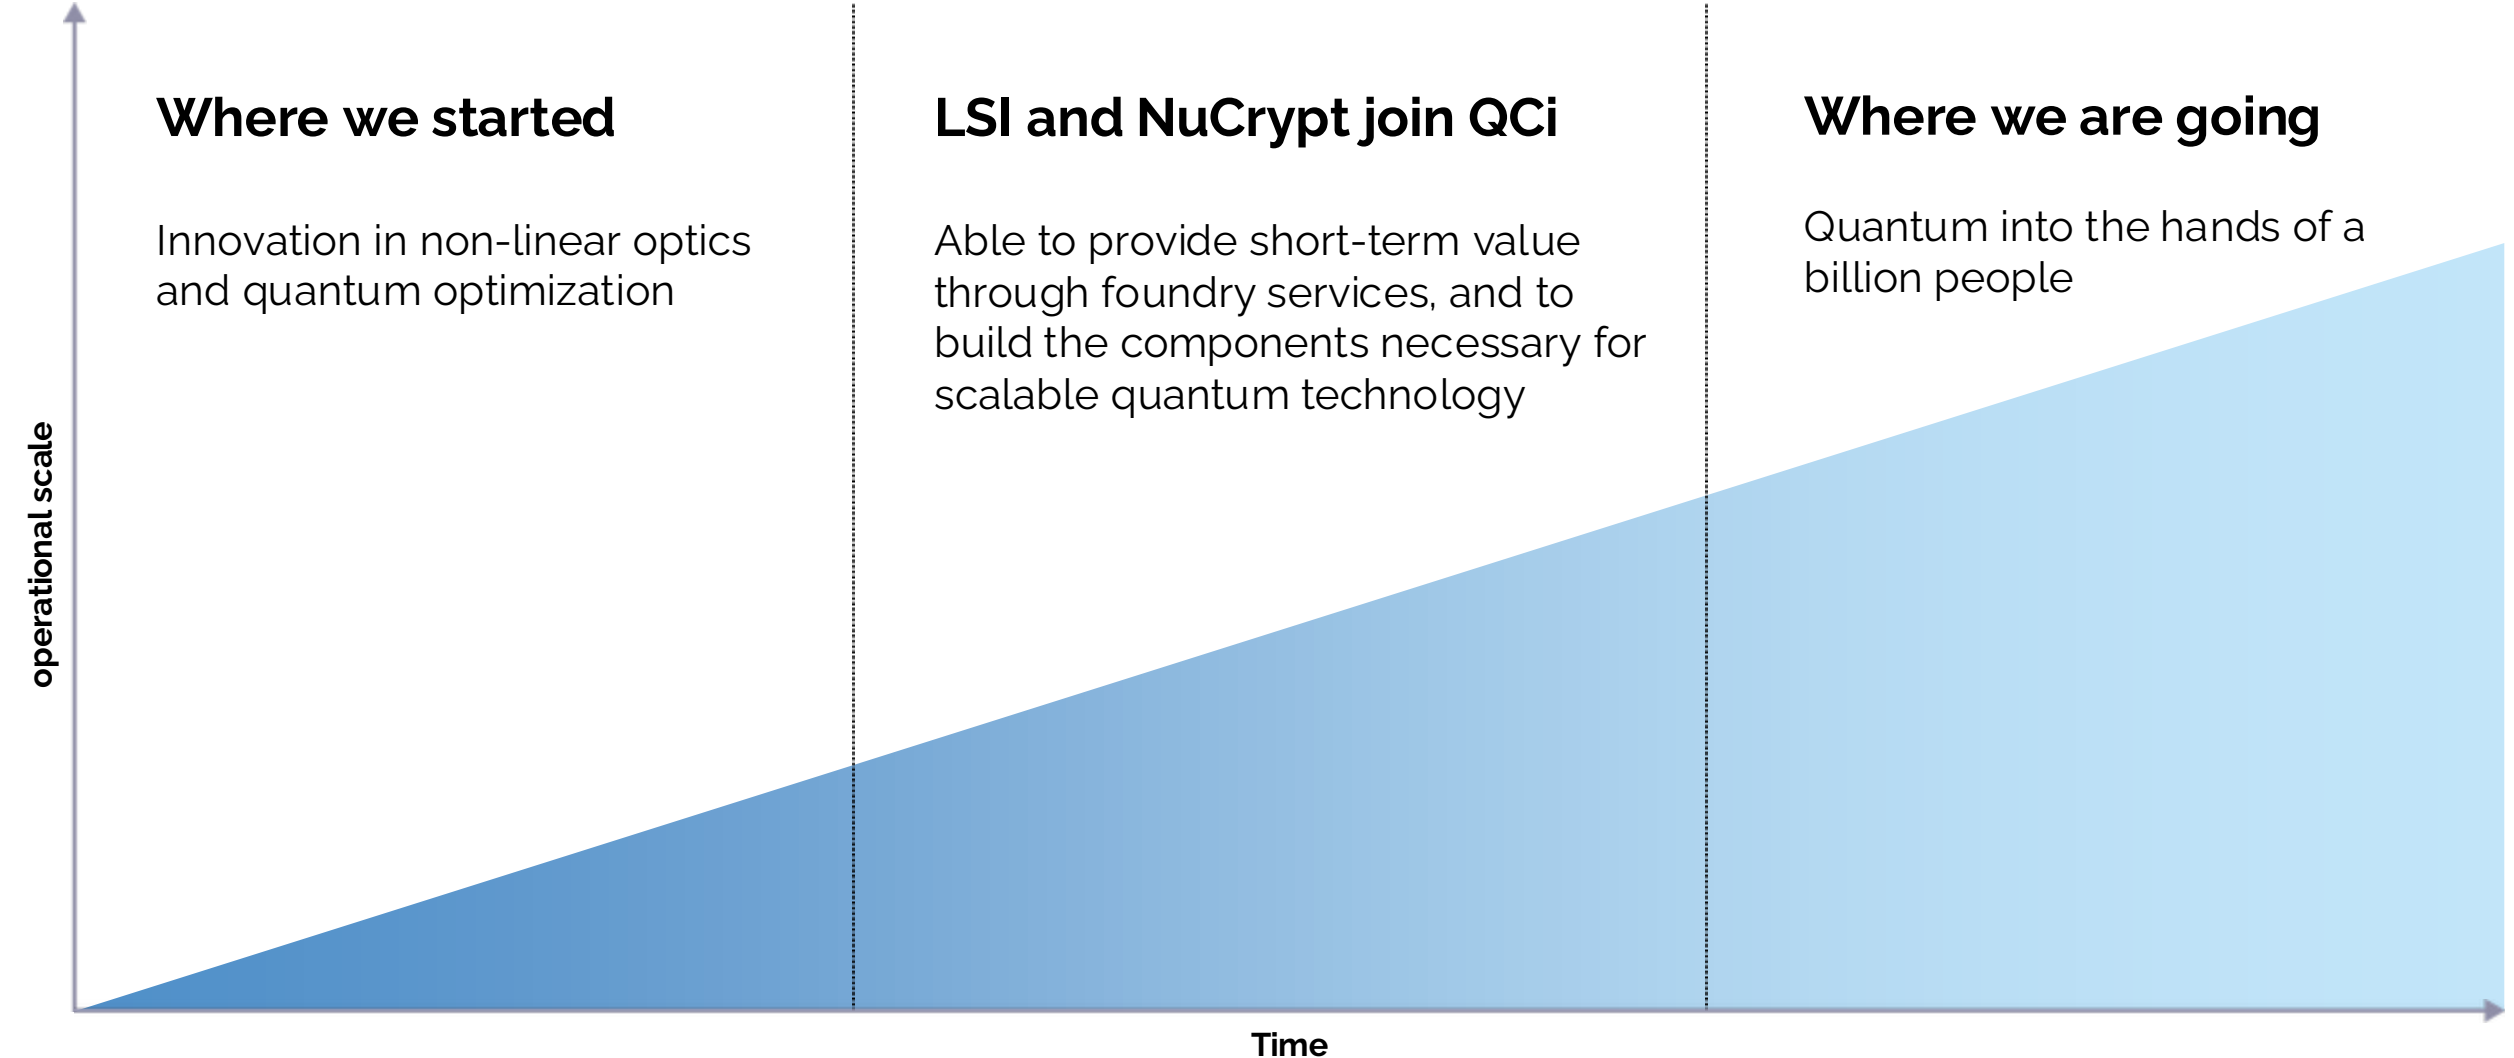 Where we started
Innovation in non-linear optics
and quantum optimization
LSI and NuCrypt join QCi
Able to provide short-term value
through foundry services, and to
build the components necessary for
scalable quantum technology
Where we are going
Quantum into the hands of a
billion people
operational scale
Time